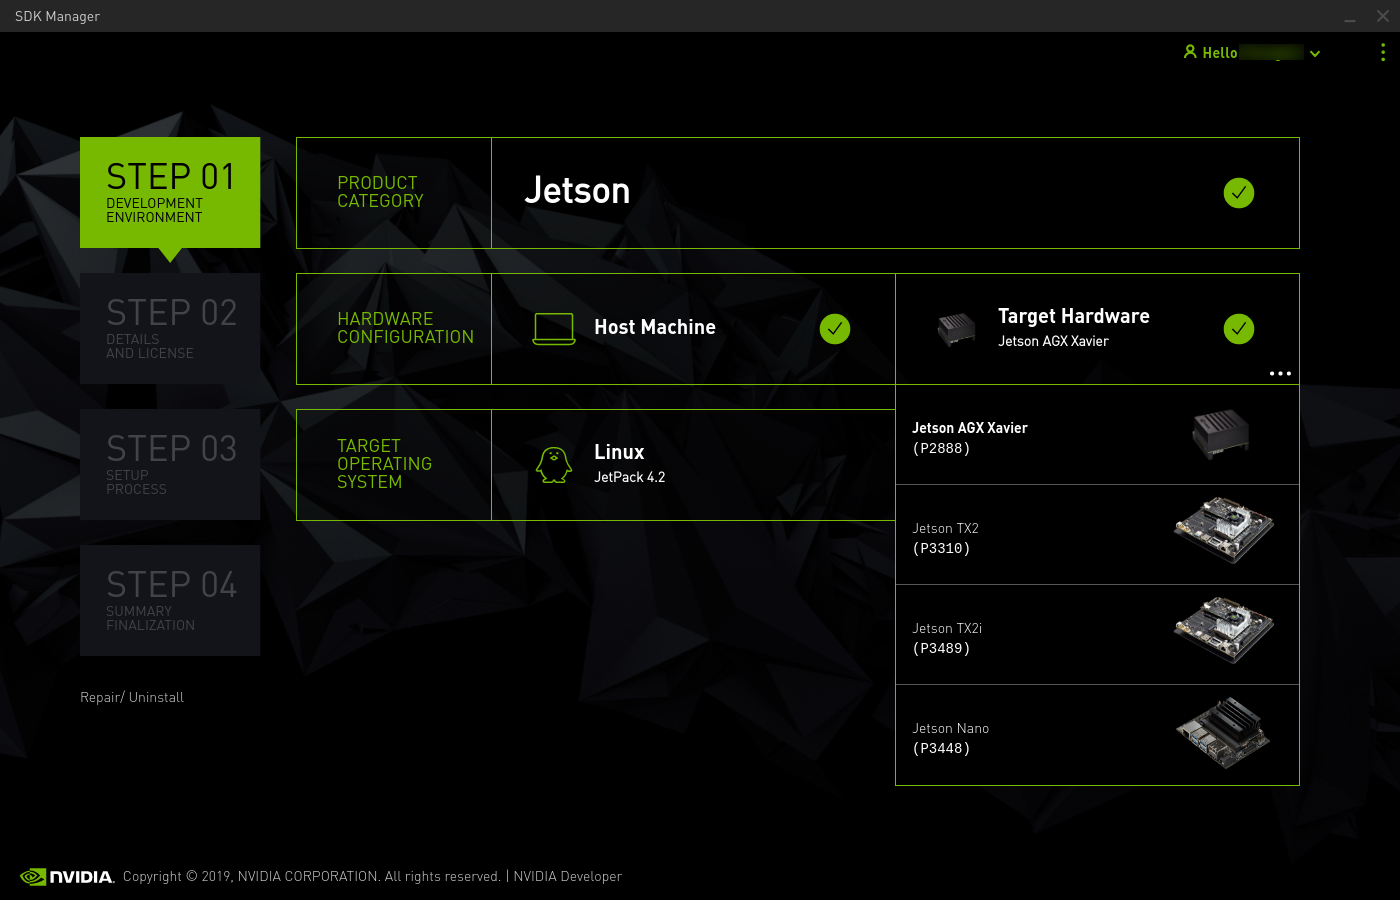 SDK Manager
Hello
STEP 01
DEVELOPMENT
ENVIRONMENT
PRODUCT
CATEGORY
Jetson
STEP 02
DETAILS
AND LICENSE
HARDWARE
CONFIGURATION
Host Machine
Target Hardware
Jetson AGX Xavier
STEP 03
SETUP
PROCESS
TARGET
OPERATING
SYSTEM
Linux
JetPack 4.2
Jetson AGX Xavier
(P2888)
Jetson TX2
(P3310)
Jetson TX2i
(P3489)
Jetson Nano
(P3448)
STEP 04
SUMMARY
FINALIZATION
Repair/ Uninstall
NVIDIA. Copyright © 2019, NVIDIA CORPORATION. All rights reserved. | NVIDIA Developer